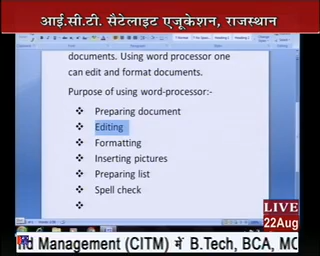 आई.सी.टी. सैटेलाइट एजूकेशन, राजस्थान
documents. Using word processor one
can edit and format documents.
Purpose of using word-processor:-
Preparing document
Editing
Formatting
Inserting pictures
Preparing list
Spell check
LIVE
22Aug
Management (CITM) में B.Tech, BCA,